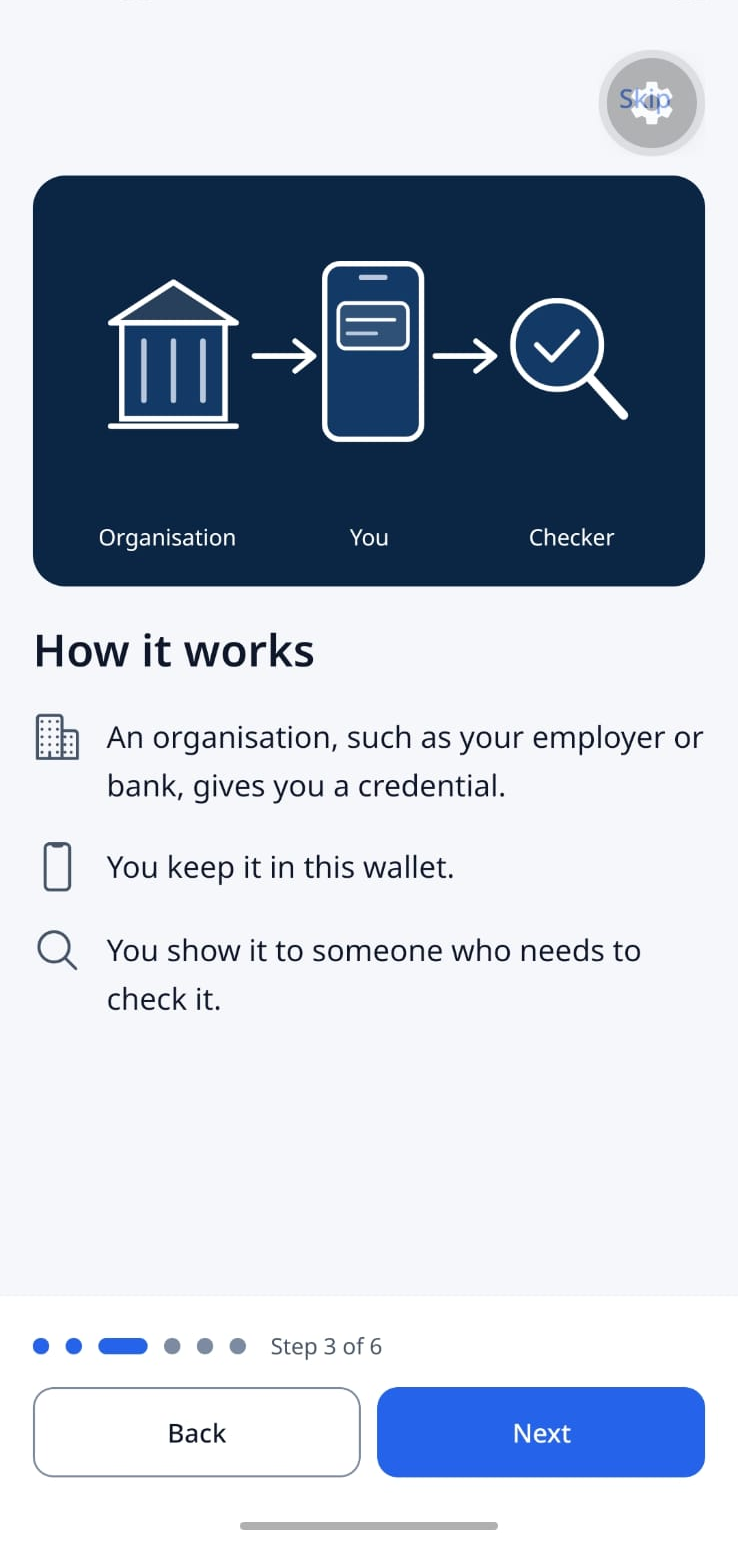 Skip
Organisation
You
Checker
How it works
An organisation, such as your employer or
bank, gives you a credential.
You keep it in this wallet.
You show it to someone who needs to
check it.
Step 3 of 6
Back
Next